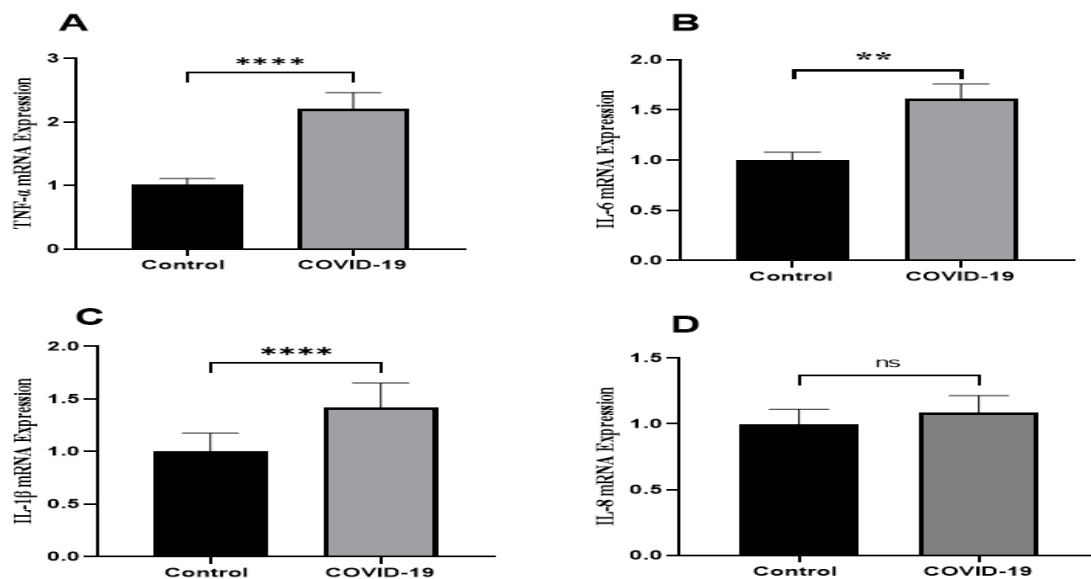 A
TNF-α mRNA Expression
3
2
1
0
****
Control
COVID-19
B
IL-6 mRNA Expression
2.0
1.5
1.0
0.5
0.0
**
Control
COVID-19
C
IL-1β mRNA Expression
2.0
1.5
1.0
0.5
0.0
****
Control
COVID-19
D
IL-8 mRNA Expression
1.5
1.0
0.5
0.0
ns
Control
COVID-19